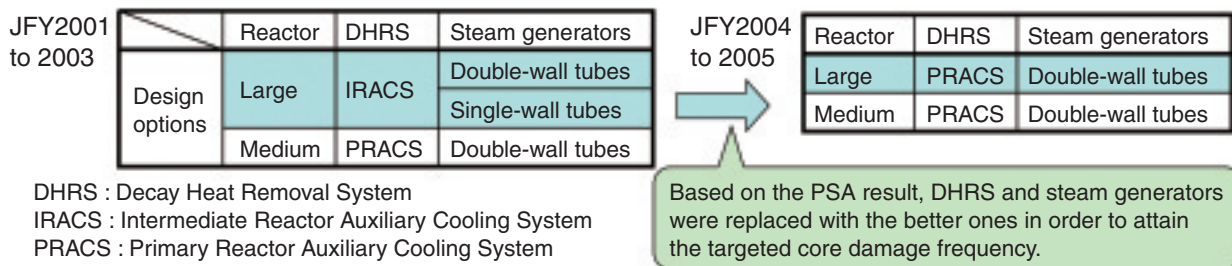 JFY2001
to 2003
Reactor DHRS Steam generators
Design
options
Large IRACS Double-wall tubes
Single-wall tubes
Medium PRACS Double-wall tubes
JFY2004
to 2005
Reactor DHRS Steam generators
Large PRACS Double-wall tubes
Medium PRACS Double-wall tubes
DHRS : Decay Heat Removal System
IRACS : Intermediate Reactor Auxiliary Cooling System
PRACS : Primary Reactor Auxiliary Cooling System
Based on the PSA result, DHRS and steam generators
were replaced with the better ones in order to attain
the targeted core damage frequency.